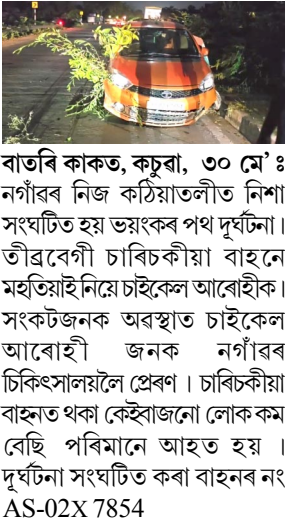 বাতৰি কাকত, কচুৱা, ৩০ মে' ঃ
নগাঁৱৰ নিজ কঠিয়াতলীত নিশা
সংঘটিত হয় ভয়ংকৰ পথ দুৰ্ঘটনা।
তীব্ৰবেগী চাৰিচকীয়া বাহনে
মহতিয়াই নিয়ে চাইকেল আৰোহীক।
সংকটজনক অৱস্থাত চাইকেল
আৰোহী জনক নগাঁৱৰ
চিকিৎসালয়লৈ প্ৰেৰণ । চাৰিচকীয়া
বাহনত থকা কেইবাজনো লোক কম
বেছি পৰিমানে আহত হয় ।
দুৰ্ঘটনা সংঘটিত কৰা বাহনৰ নং
AS-02X 7854